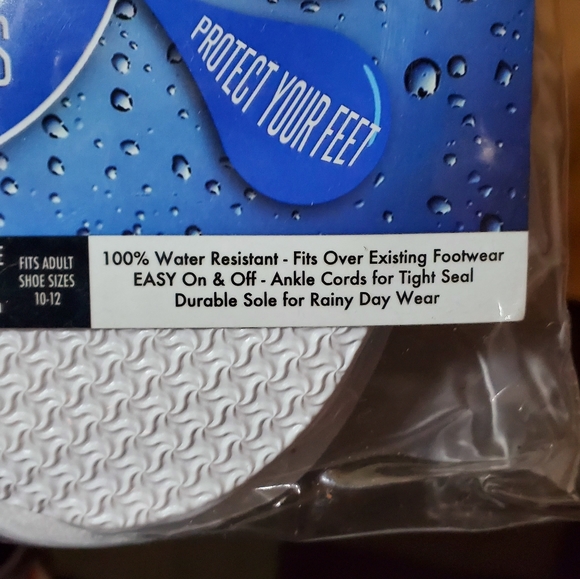 S
PROTECT YOUR FEET
FITS ADULT
SHOE SIZES
10-12
100% Water Resistant - Fits Over Existing Footwear
EASY On & Off - Ankle Cords for Tight Seal
Durable Sole for Rainy Day Wear